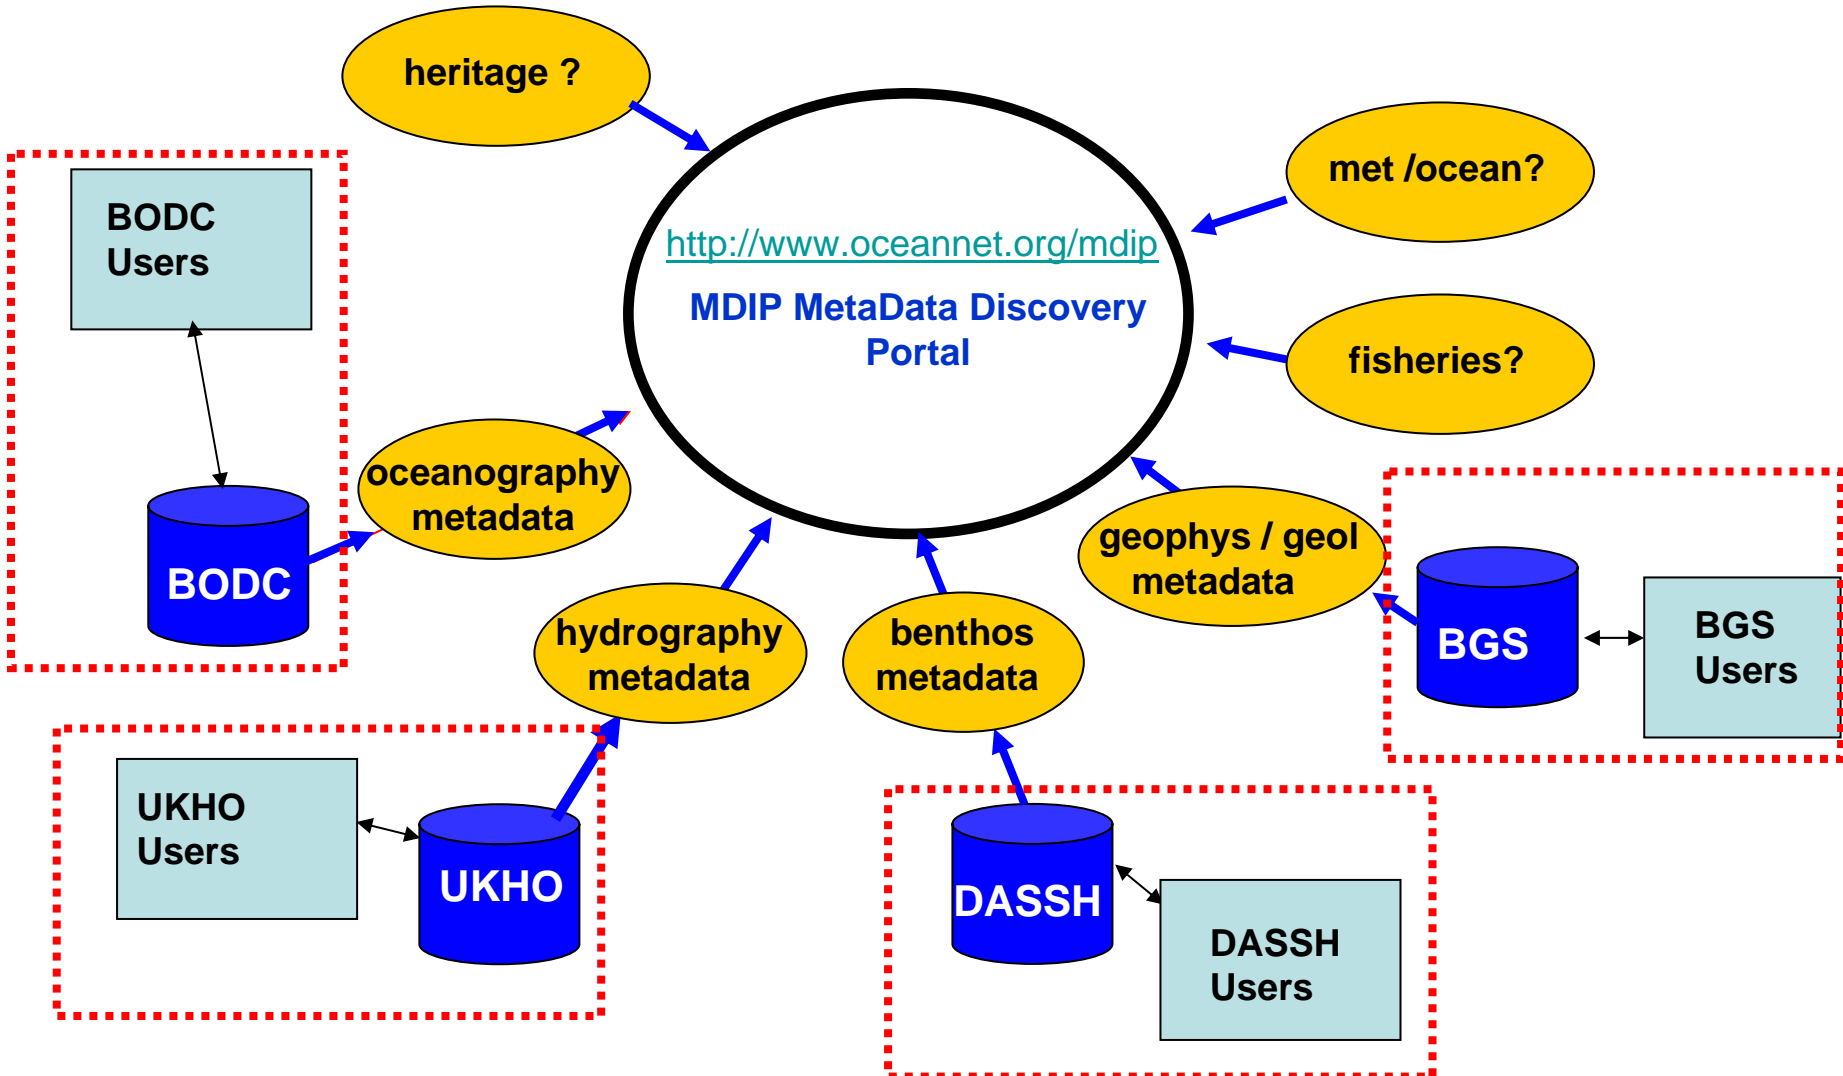 heritage ?
met /ocean?
BODC
Users
http://www.oceannet.org/mdip
MDIP MetaData Discovery
Portal
fisheries?
oceanography
metadata
BODC
geophys / geol
metadata
hydrography
metadata
benthos
metadata
BGS
BGS
Users
UKHO
Users
UKHO
DASSH
DASSH
Users